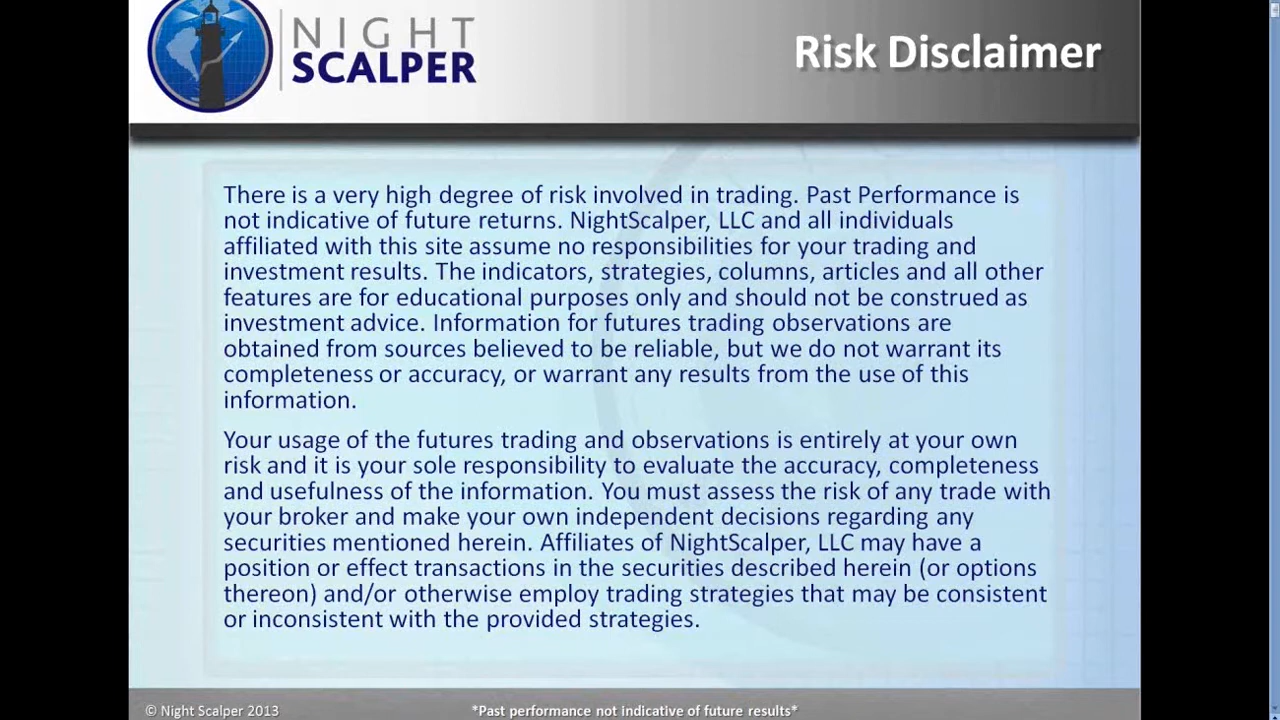 NIGHT
SCALPER
Risk Disclaimer
There is a very high degree of risk involved in trading. Past Performance is
not indicative of future returns. NightScalper, LLC and all individuals
affiliated with this site assume no responsibilities for your trading and
investment results. The indicators, strategies, columns, articles and all other
features are for educational purposes only and should not be construed as
investment advice. Information for futures trading observations are
obtained from sources believed to be reliable, but we do not warrant its
completeness or accuracy, or warrant any results from the use of this
information.
Your usage of the futures trading and observations is entirely at your own
risk and it is your sole responsibility to evaluate the accuracy, completeness
and usefulness of the information. You must assess the risk of any trade with
your broker and make your own independent decisions regarding any
securities mentioned herein. Affiliates of NightScalper, LLC may have a
position or effect transactions in the securities described herein (or options
thereon) and/or otherwise employ trading strategies that may be consistent
or inconsistent with the provided strategies.
© Night Scalper 2013
*Past performance not indicative of future results*